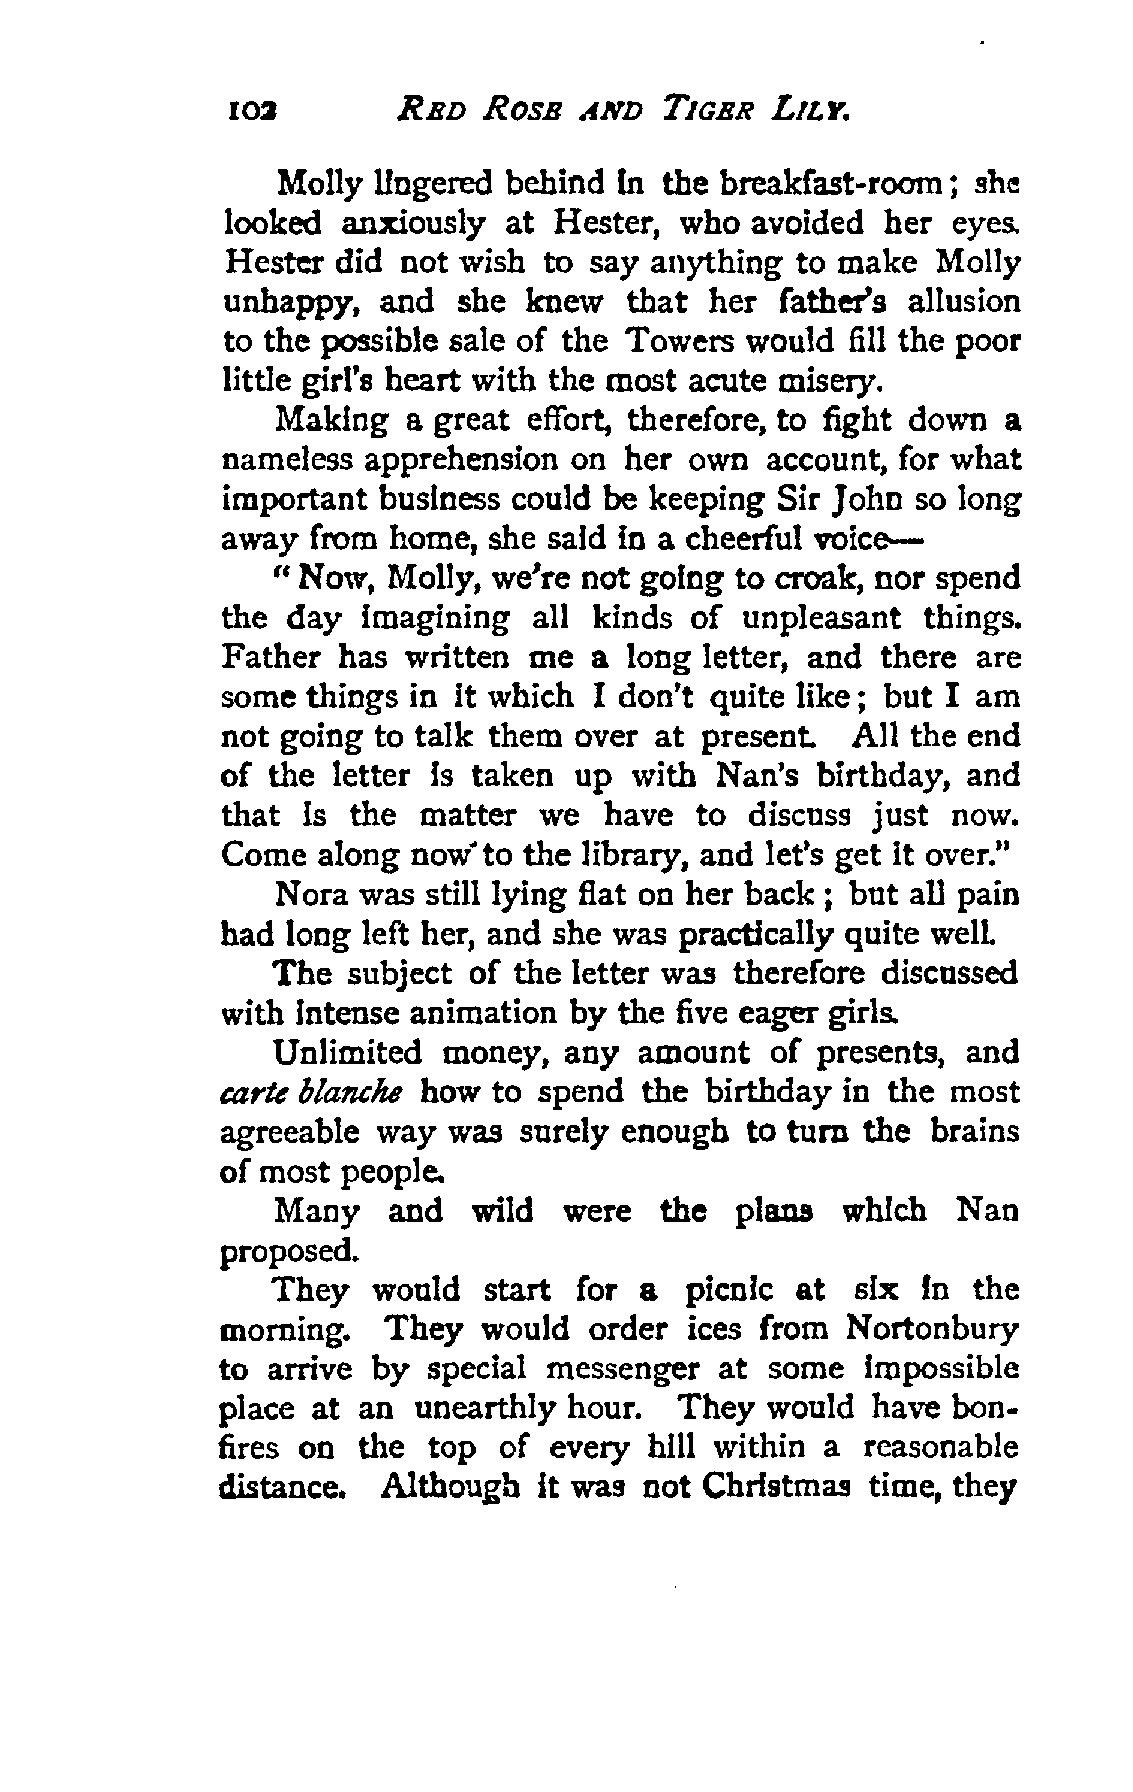 102 RED ROSE AND TIGER LILY.
Molly lingered behind in the breakfast-room; she
looked anxiously at Hester, who avoided her eyes.
Hester did not wish to say anything to make Molly
unhappy, and she knew that her father's allusion
to the possible sale of the Towers would fill the poor
little girl's heart with the most acute misery.
Making a great effort, therefore, to fight down a
nameless apprehension on her own account, for what
important business could be keeping Sir John so long
away from home, she said in a cheerful voice—
"Now, Molly, we're not going to croak, nor spend
the day imagining all kinds of unpleasant things.
Father has written me a long letter, and there are
some things in it which I don't quite like; but I am
not going to talk them over at present. All the end
of the letter is taken up with Nan's birthday, and
that is the matter we have to discuss just now.
Come along now to the library, and let's get it over."
Nora was still lying flat on her back; but all pain
had long left her, and she was practically quite well.
The subject of the letter was therefore discussed
with intense animation by the five eager girls.
Unlimited money, any amount of presents, and
carte blanche how to spend the birthday in the most
agreeable way was surely enough to turn the brains
of most people.
Many and wild were the plans which Nan
proposed.
They would start for a picnic at six in the
morning. They would order ices from Nortonbury
to arrive by special messenger at some impossible
place at an unearthly hour. They would have bon-
fires on the top of every hill within a reasonable
distance. Although it was not Christmas time, they